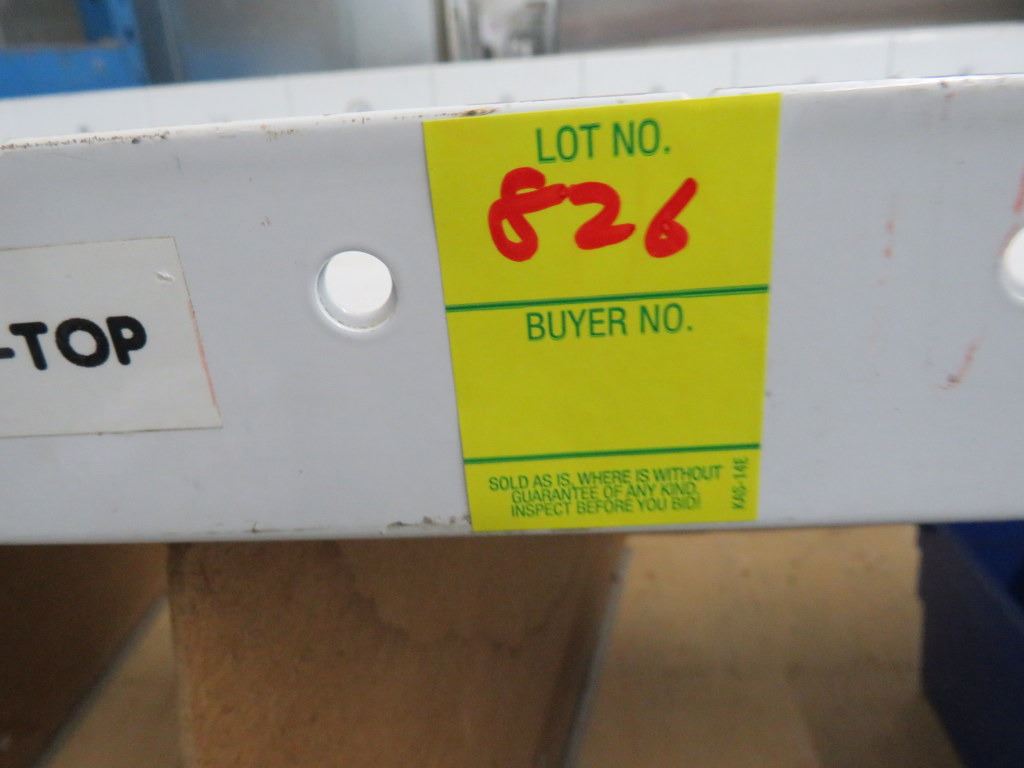 -TOP
LOT NO.
826
BUYER NO.
SOLD AS IS, WHERE IS WITHOUT
GUARANTEE OF ANY KIND.
INSPECT BEFORE YOU BID!
KAS-14E